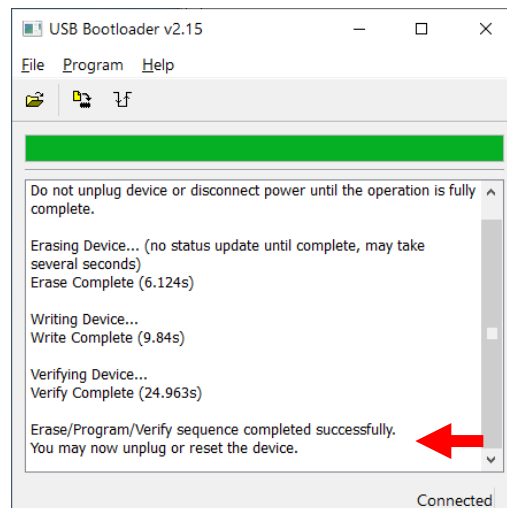 USB Bootloader v2.15
File Program Help
Do not unplug device or disconnect power until the operation is fully
complete.
Erasing Device... (no status update until complete, may take
several seconds)
Erase Complete (6.124s)
Writing Device...
Write Complete (9.84s)
Verifying Device...
Verify Complete (24.963s)
Erase/Program/Verify sequence completed successfully.
You may now unplug or reset the device.
Connected